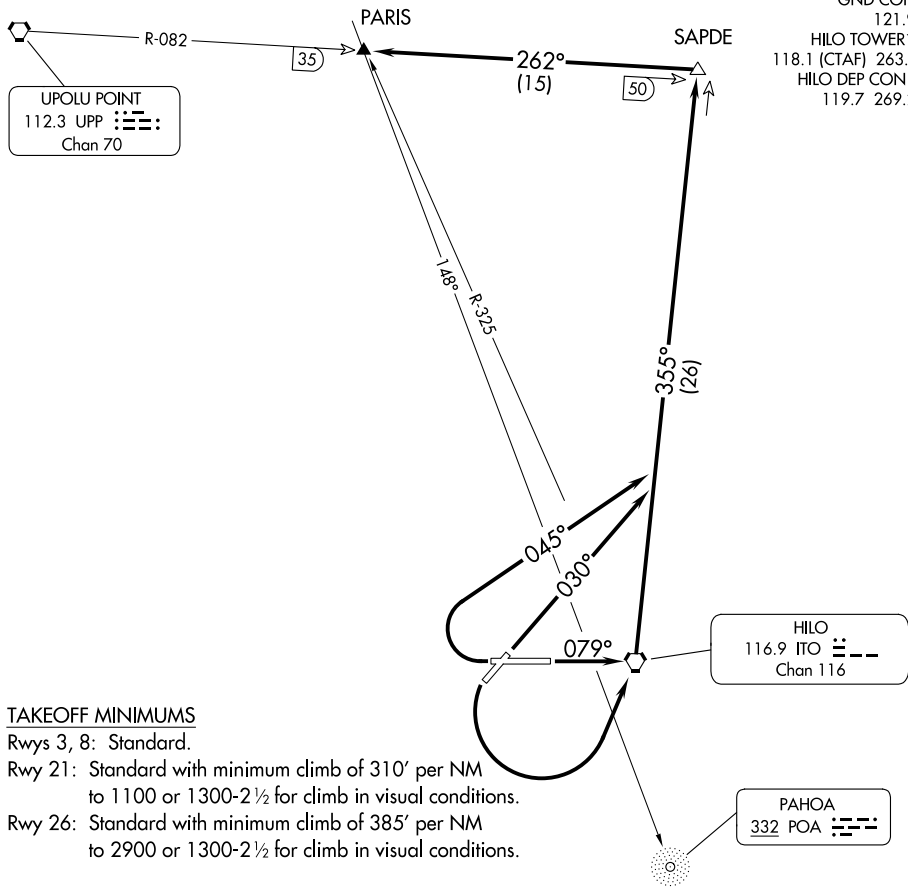 GND CON
121.9
HILO TOWER
118.1 (CTAF) 263.
HILO DEP CON
119.7 269.
PARIS
SAPDE
R-082
35
262°
(15)
50
UPOLU POINT
112.3 UPP
Chan 70
148°
R-325
355°
(26)
045°
030°
079°
HILO
116.9 ITO
Chan 116
TAKEOFF MINIMUMS
Rwys 3, 8: Standard.
Rwy 21: Standard with minimum climb of 310' per NM
to 1100 or 1300-2½ for climb in visual conditions.
Rwy 26: Standard with minimum climb of 385' per NM
to 2900 or 1300-2½ for climb in visual conditions.
PAHOA
332 POA